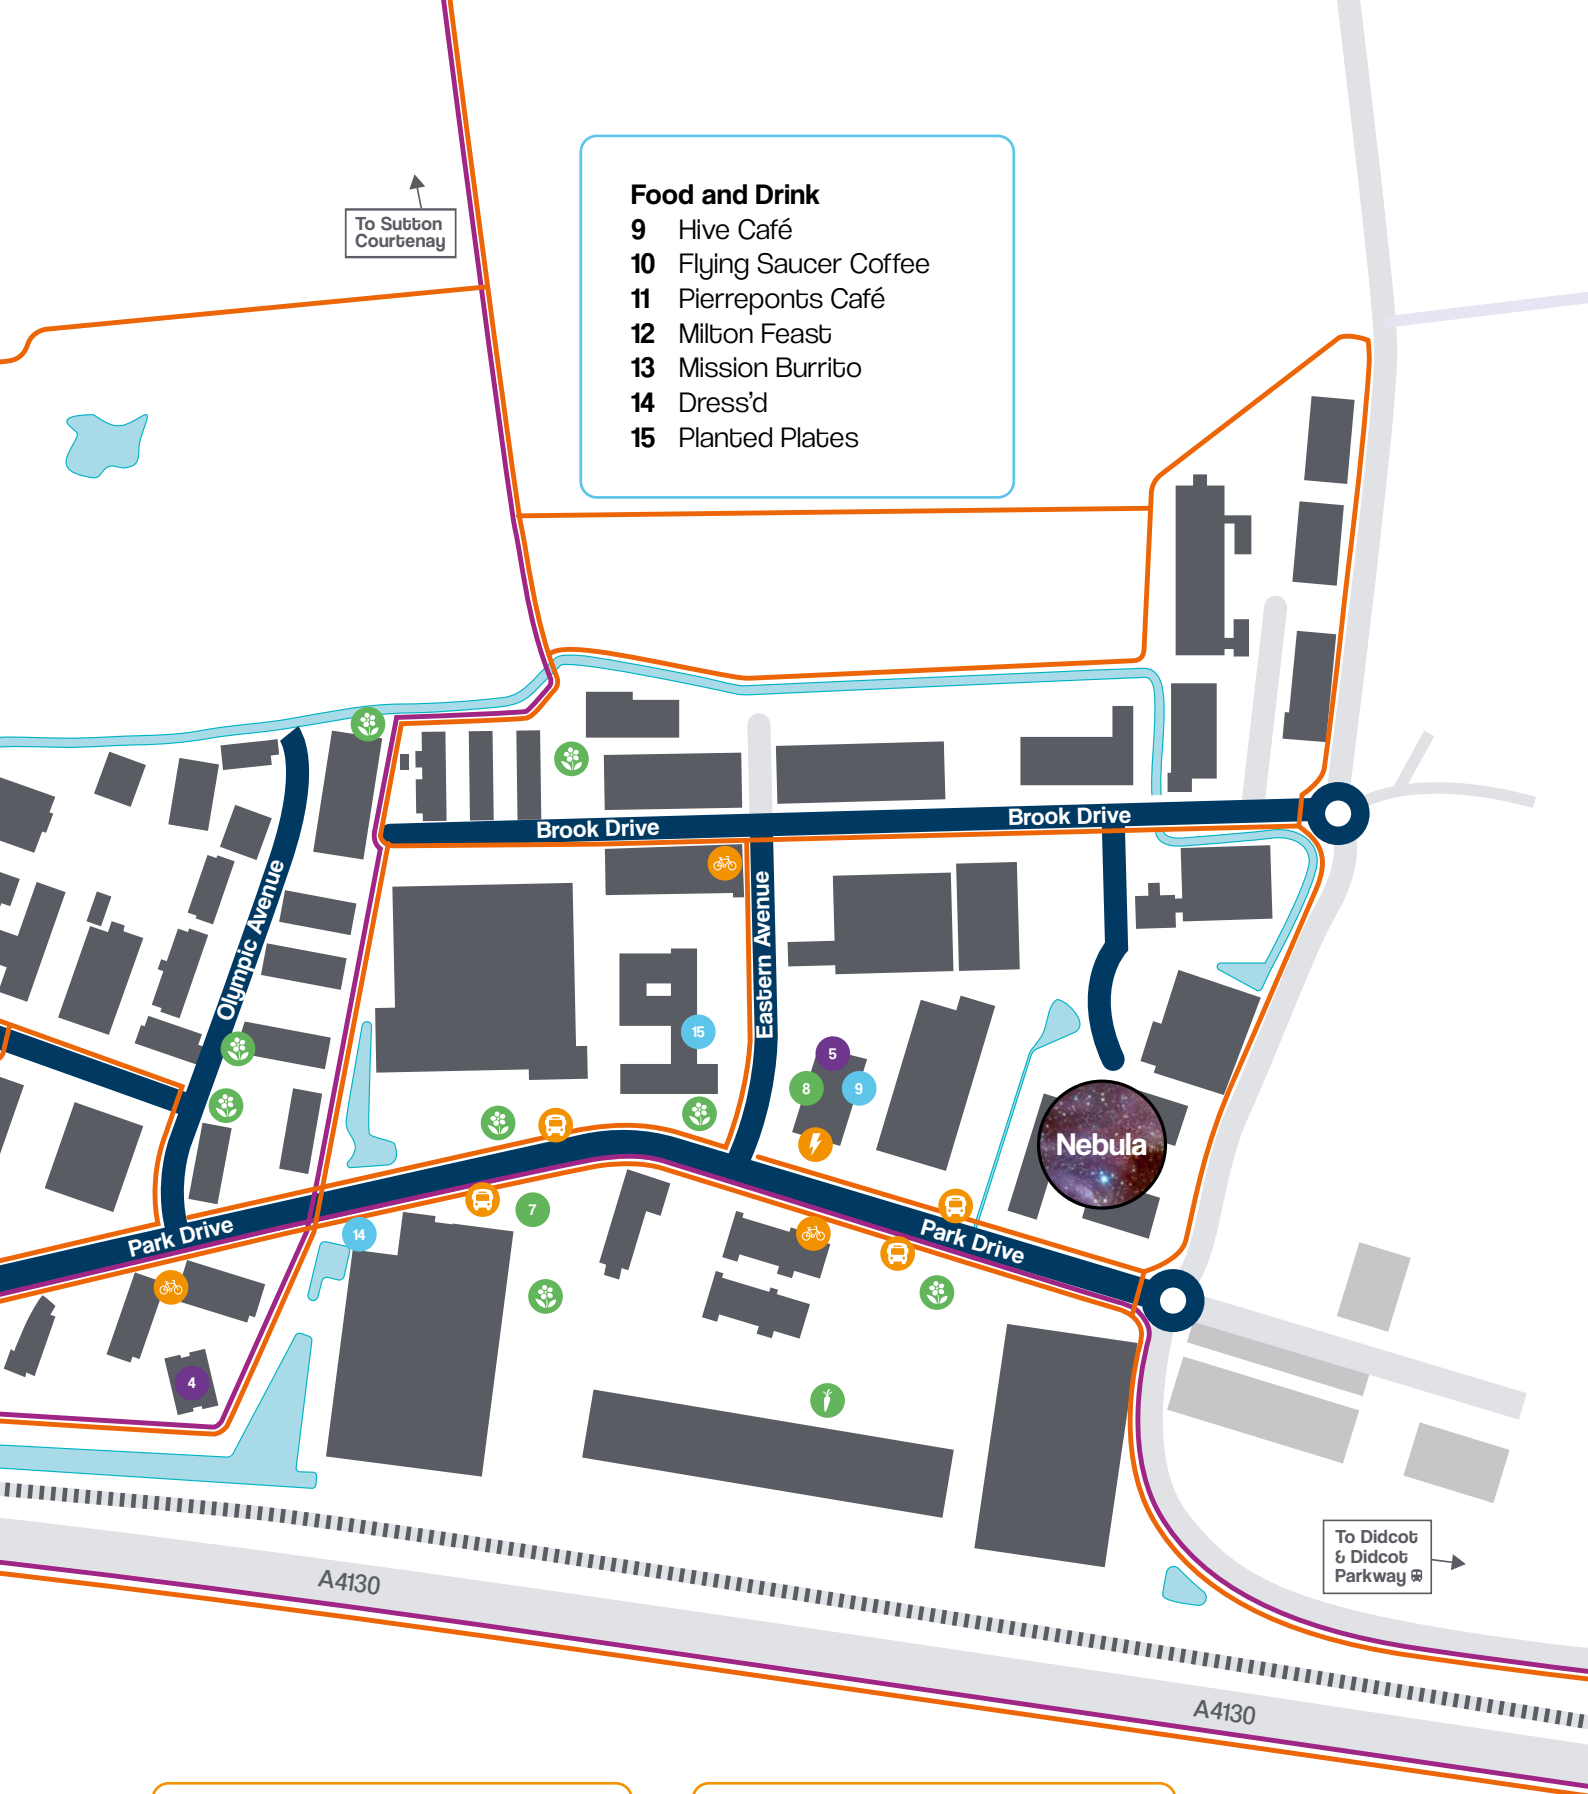 To Sutton
Courtenay
Food and Drink
9 Hive Café
10 Flying Saucer Coffee
11 Pierreponts Café
12 Milton Feast
13 Mission Burrito
14 Dress’d
15 Planted Plates
Brook Drive
Brook Drive
Olympic Avenue
Eastern Avenue
15
5
8
9
Nebula
7
14
Park Drive
Park Drive
4
To Didcot
& Didcot
Parkway
A4130
A4130